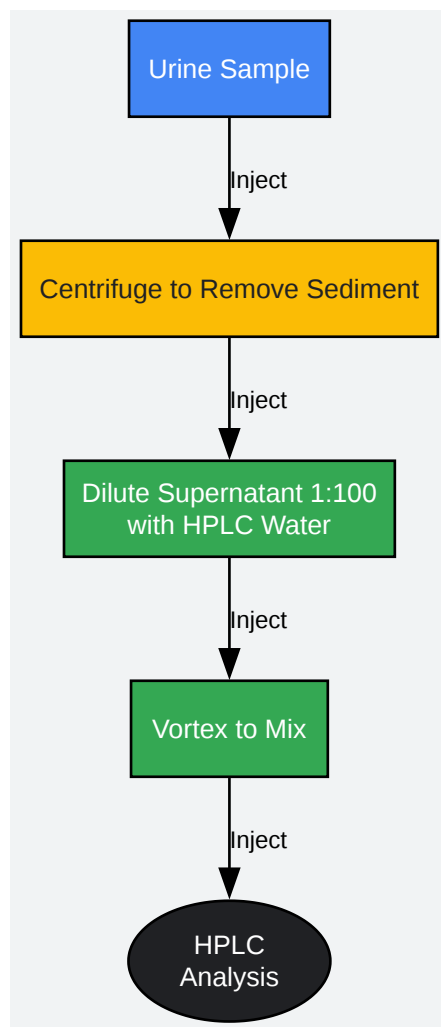 Urine Sample
Inject
Centrifuge to Remove Sediment
Inject
Dilute Supernatant 1:100
with HPLC Water
Inject
Vortex to Mix
Inject
HPLC
Analysis